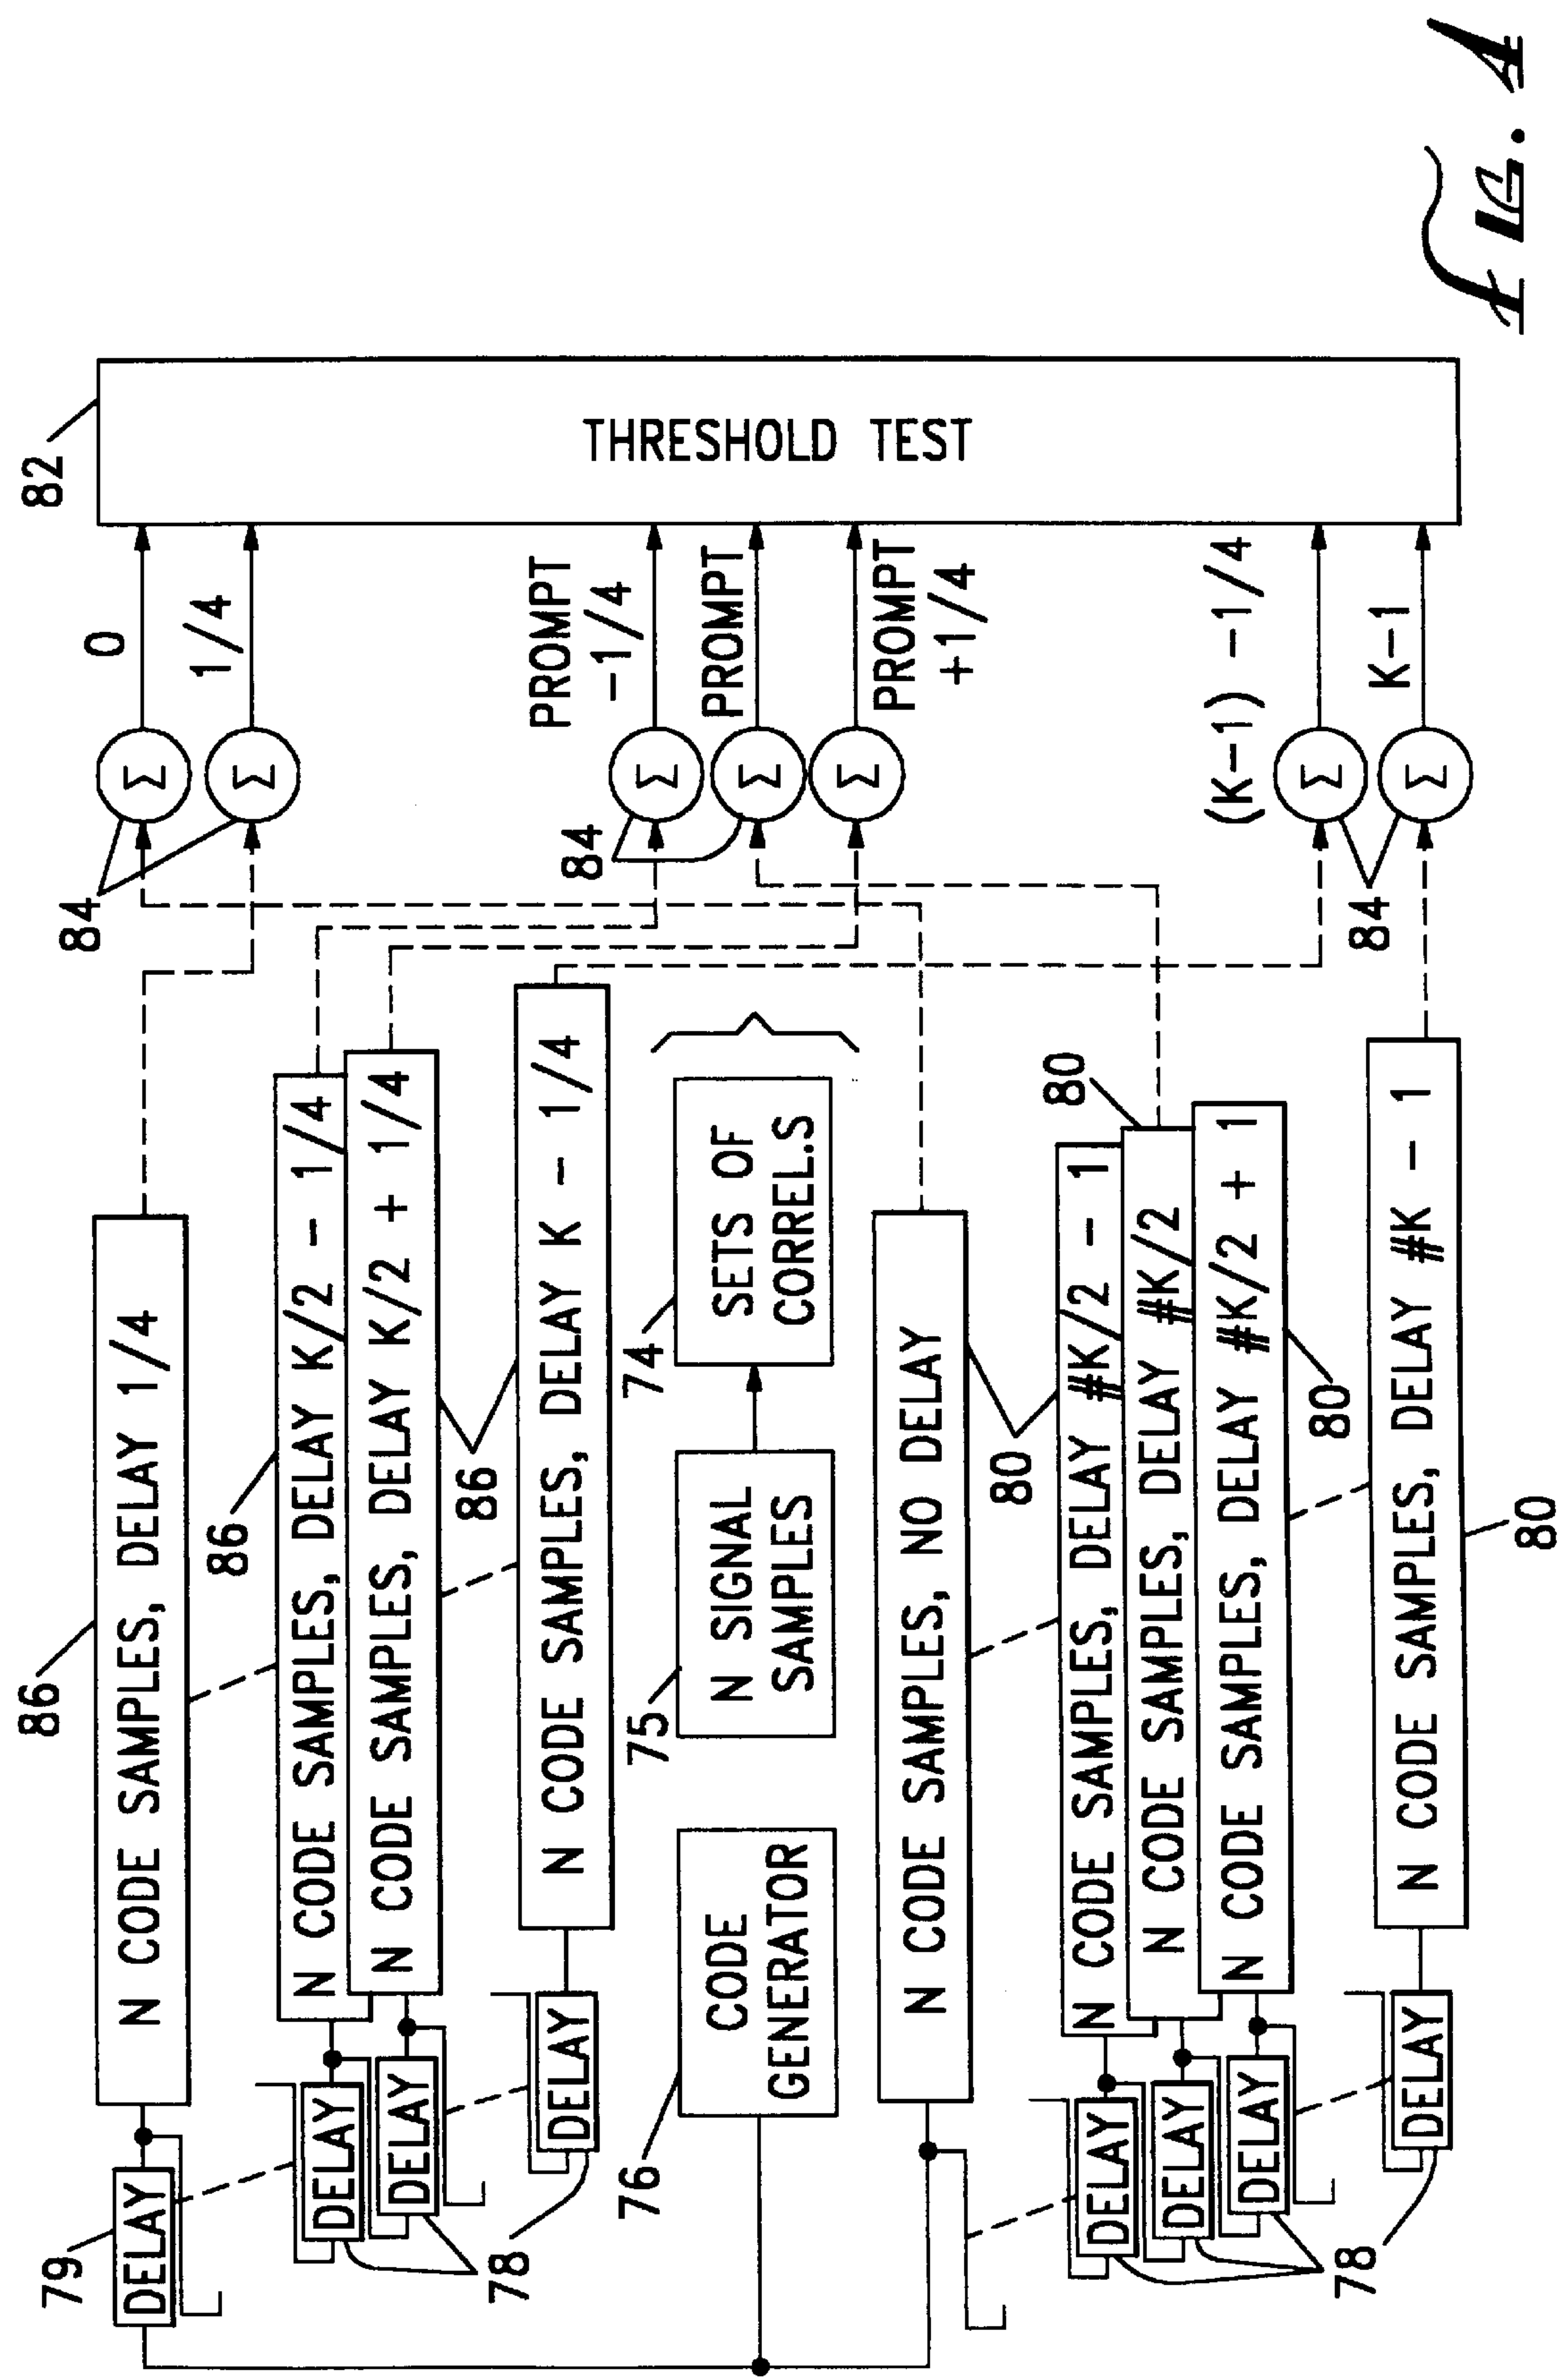 79
DELAY
86
N CODE SAMPLES, DELAY 1/4
84
Σ
0
Σ
1/4
82
THRESHOLD TEST
DELAY
86
N CODE SAMPLES, DELAY K/2 - 1/4
DELAY
N CODE SAMPLES, DELAY K/2 + 1/4
78
86
DELAY
N CODE SAMPLES, DELAY K - 1/4
84
Σ
PROMPT
-1/4
Σ
PROMPT
Σ
PROMPT
+1/4
76
CODE
GENERATOR
75
N SIGNAL
SAMPLES
74
SETS OF
CORREL.S
N CODE SAMPLES, NO DELAY
80
80
DELAY
N CODE SAMPLES, DELAY #K/2 - 1
DELAY
N CODE SAMPLES, DELAY #K/2
DELAY
N CODE SAMPLES, DELAY #K/2 + 1
78
80
DELAY
N CODE SAMPLES, DELAY #K - 1
80
Σ
(K-1) -1/4
Σ
K-1
84
FIG. 4